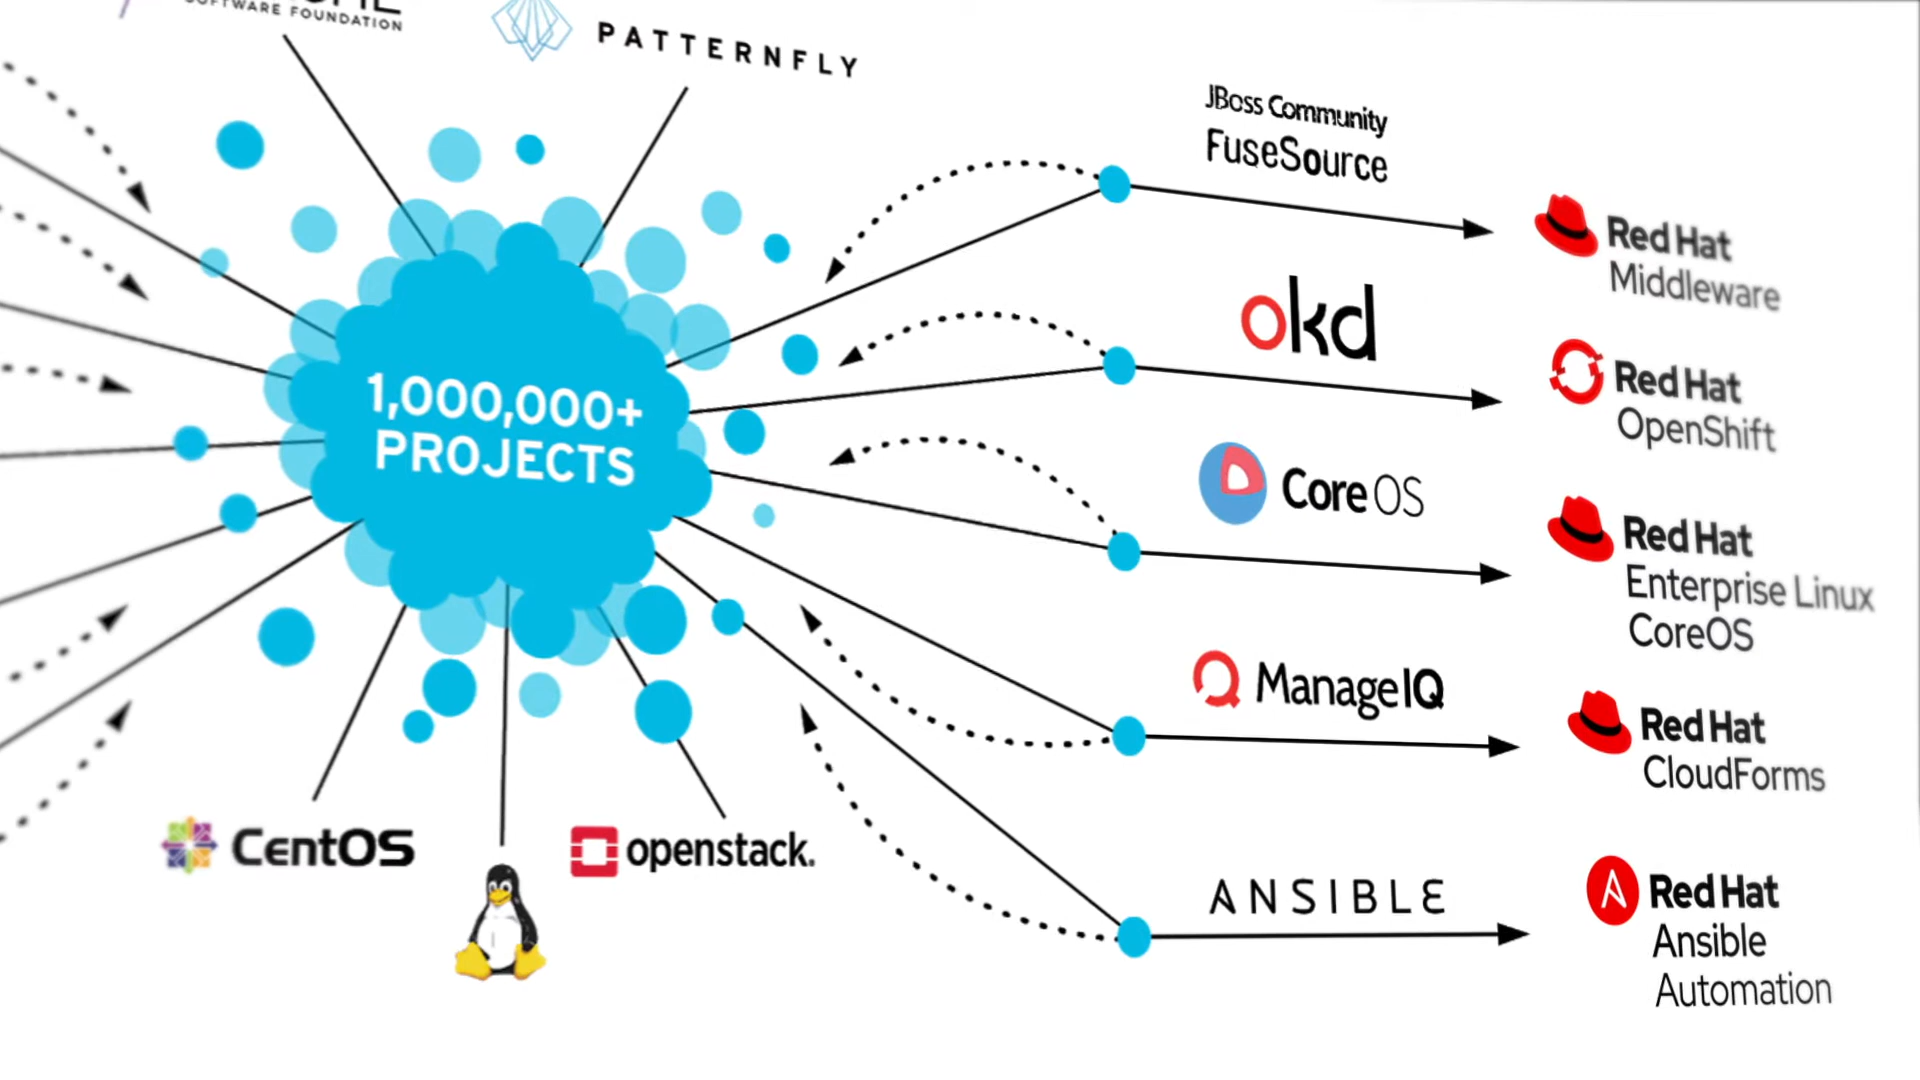 SOFTWARE FOUNDATION
PATTERNFLY
JBoss Community
FuseSource
Red Hat
Middleware
okd
Red Hat
OpenShift
1,000,000+
PROJECTS
Core OS
Red Hat
Enterprise Linux
CoreOS
ManageIQ
Red Hat
CloudForms
CentOS
openstack.
ANSIBLE
Red Hat
Ansible
Automation